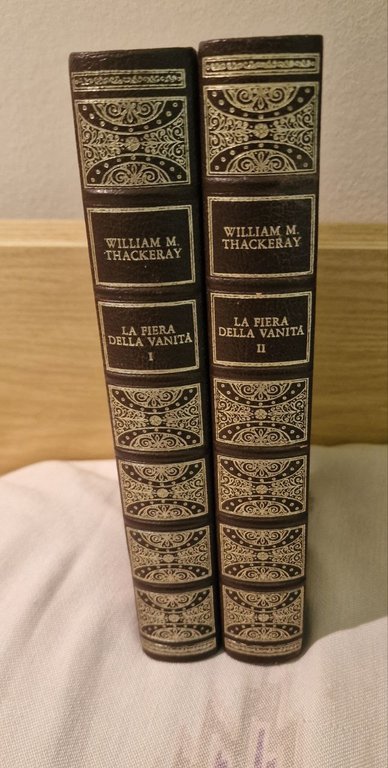 WILLIAM M.
THACKERAY
LA FIERA
DELLA VANITÀ
I
WILLIAM M.
THACKERAY
LA FIERA
DELLA VANITÀ
II